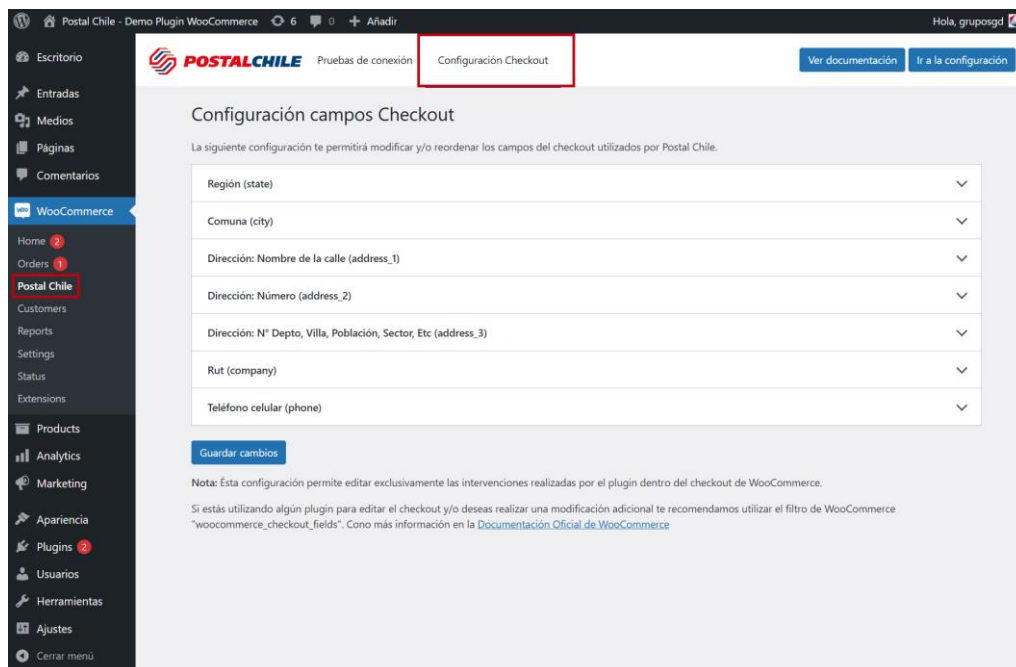 Postal Chile - Demo Plugin WooCommerce 6 0 + Añadir Hola, gruposgd
Escritorio
Entradas
Medios
Páginas
Comentarios
WooCommerce
Home 2
Orders 1
Postal Chile
Customers
Reports
Settings
Status
Extensions
Products
Analytics
Marketing
Apariencia
Plugins 2
Usuarios
Herramientas
Ajustes
Cerrar menú
POSTALCHILE Pruebas de conexión Configuración Checkout Ver documentación Ir a la configuración
Configuración campos Checkout
La siguiente configuración te permitirá modificar y/o reordenar los campos del checkout utilizados por Postal Chile.
Región (state)
Comuna (city)
Dirección: Nombre de la calle (address_1)
Dirección: Número (address_2)
Dirección: N° Depto, Villa, Población, Sector, Etc (address_3)
Rut (company)
Teléfono celular (phone)
Guardar cambios
Nota: Ésta configuración permite editar exclusivamente las intervenciones realizadas por el plugin dentro del checkout de WooCommerce.
Si estás utilizando algún plugin para editar el checkout y/o deseas realizar una modificación adicional te recomendamos utilizar el filtro de WooCommerce
"woocommerce_checkout_fields". Cono más información en la Documentación Oficial de WooCommerce